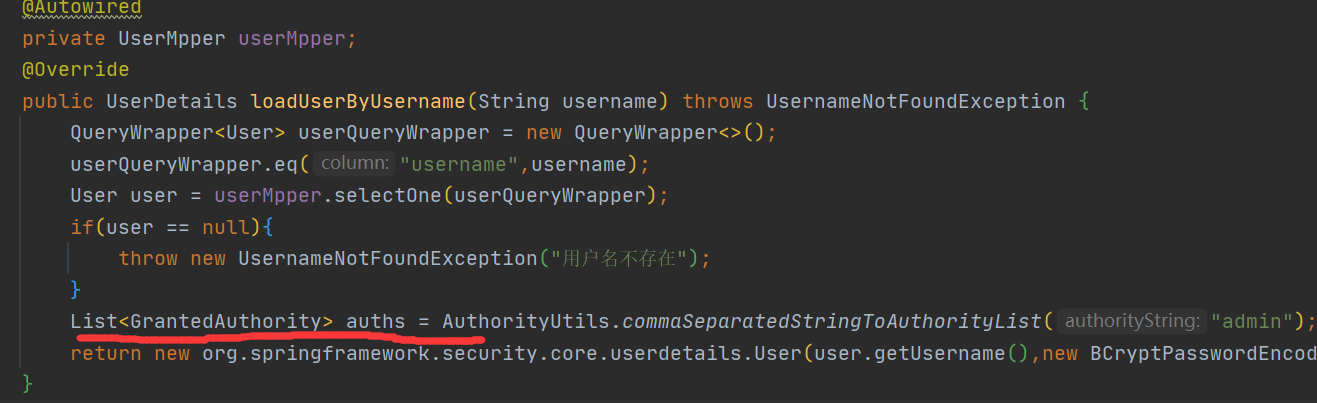 @Autowired
private UserMpper userMpper;
@Override
public UserDetails loadUserByUsername(String username) throws UsernameNotFoundException {
QueryWrapper<User> userQueryWrapper = new QueryWrapper<>();
userQueryWrapper.eq( column: "username",username);
User user = userMpper.selectOne(userQueryWrapper);
if(user == null){
throw new UsernameNotFoundException("用户名不存在");
}
List<GrantedAuthority> auths = AuthorityUtils.commaSeparatedStringToAuthorityList( authorityString: "admin");
return new org.springframework.security.core.userdetails.User(user.getUsername(),new BCryptPasswordEncod
}